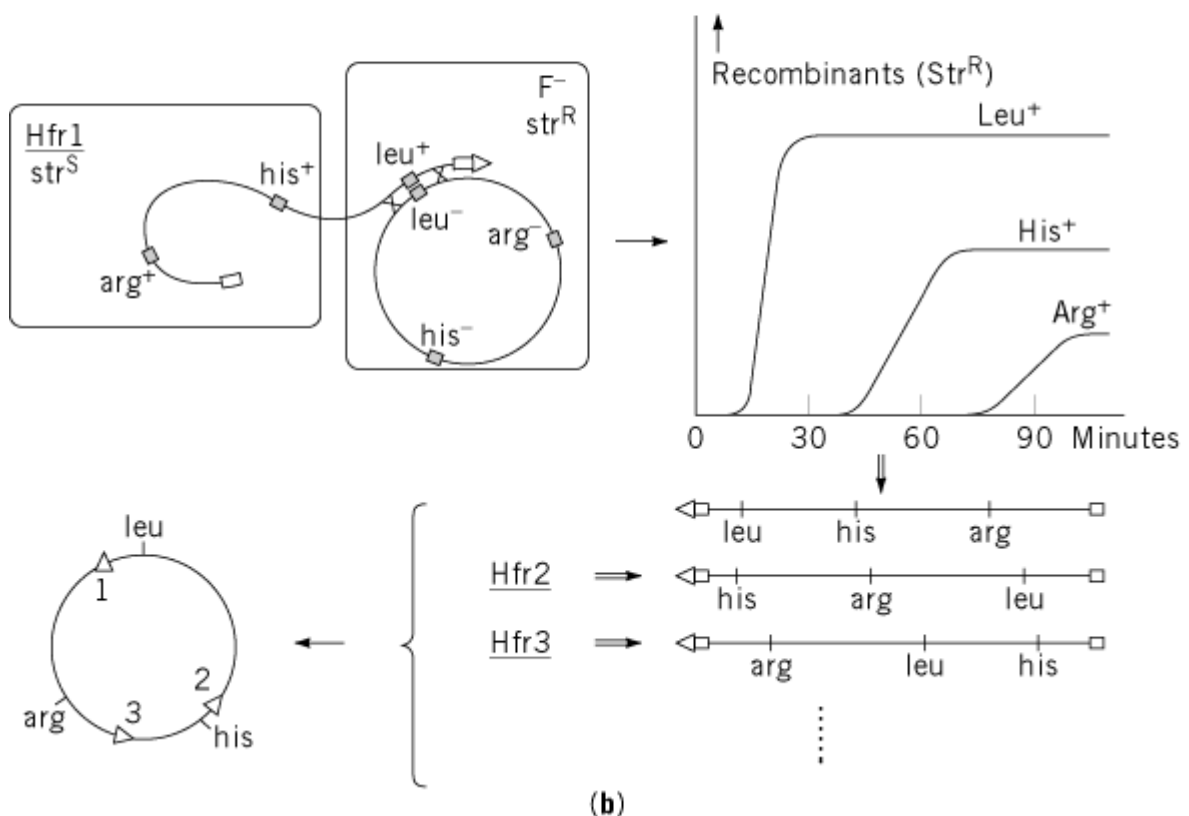 Hfr1
str^S
his⁺
arg⁺
F⁻
str^R
leu⁺
leu⁻
arg⁻
his⁻
Recombinants (Str^R)
Leu⁺
His⁺
Arg⁺
0 30 60 90 Minutes
leu his arg
Hfr2
his arg leu
Hfr3
arg leu his
leu
1
2
3
arg
his
(b)